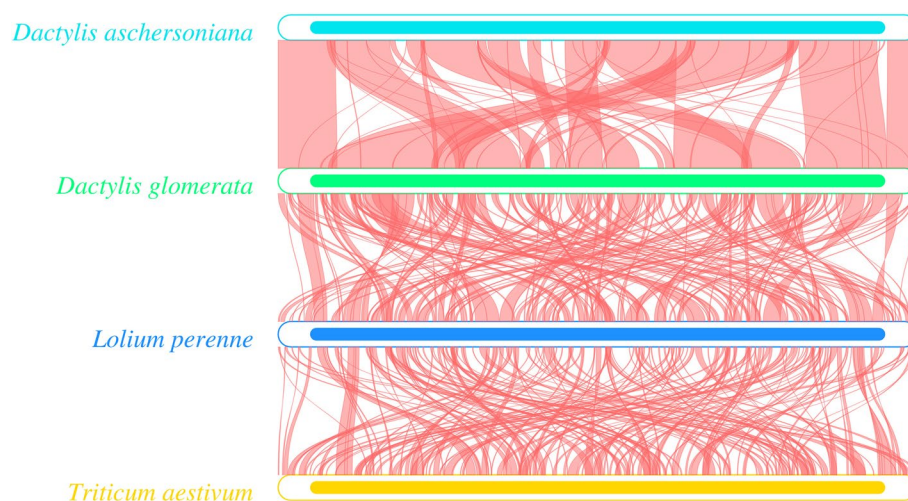 Dactylis aschersoniana
Dactylis glomerata
Lolium perenne
Triticum aestivum